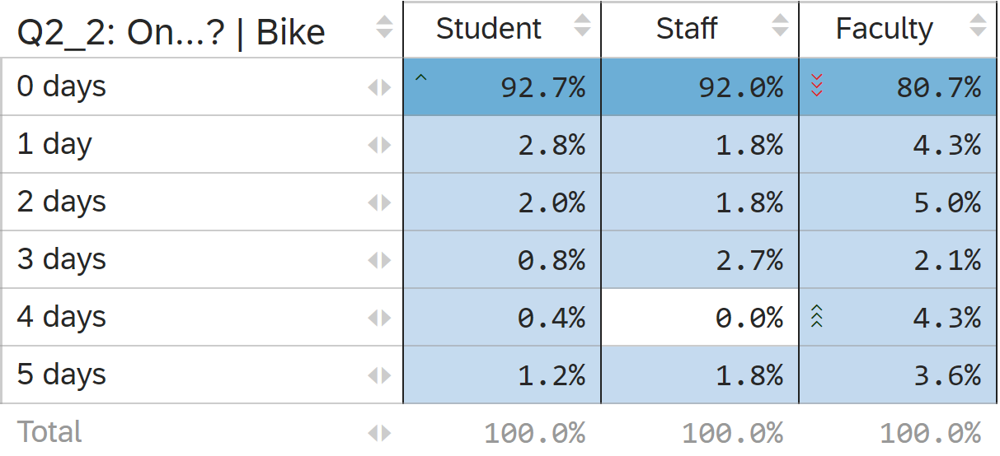 Q2_2: On...? | Bike Student Staff Faculty
0 days 92.7% 92.0% 80.7%
1 day 2.8% 1.8% 4.3%
2 days 2.0% 1.8% 5.0%
3 days 0.8% 2.7% 2.1%
4 days 0.4% 0.0% 4.3%
5 days 1.2% 1.8% 3.6%
Total 100.0% 100.0% 100.0%